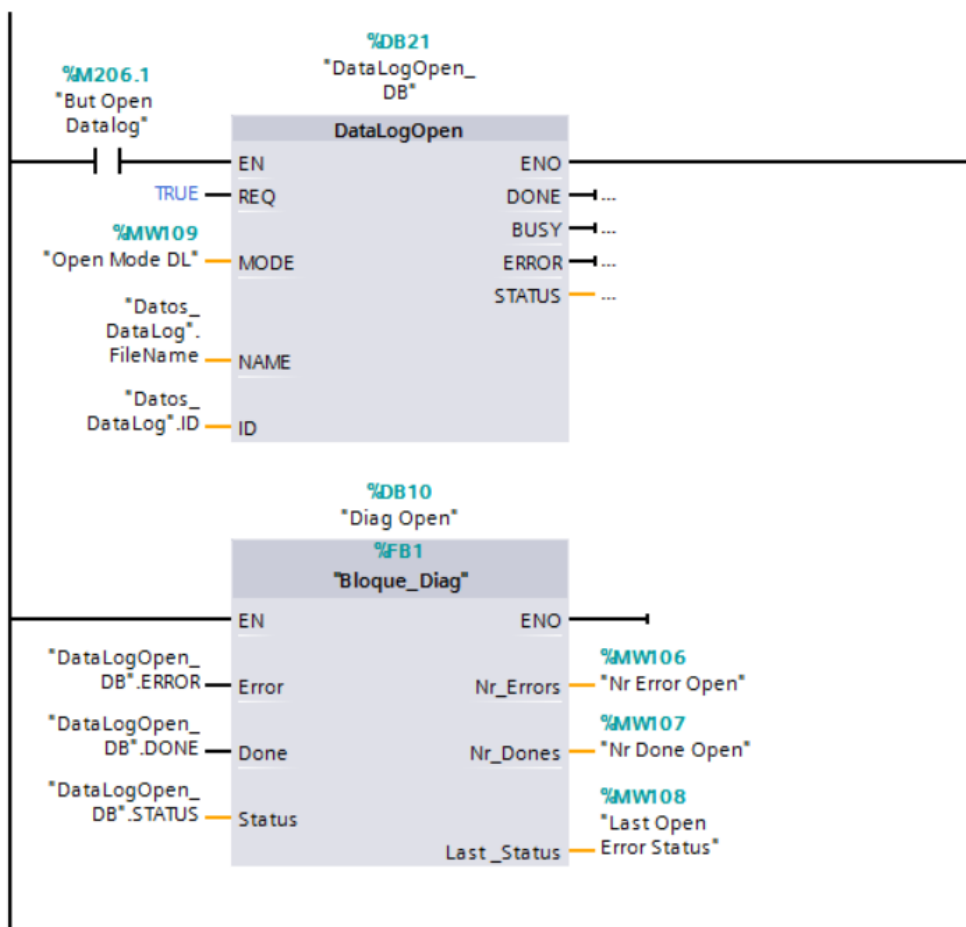 %DB21
"DataLogOpen_
DB"
%M206.1
"But Open
Datalog"
DataLogOpen
EN
ENO
TRUE
REQ
DONE
...
BUSY
...
%MW109
"Open Mode DL"
MODE
ERROR
...
STATUS
...
"Datos_
DataLog".
FileName
NAME
"Datos_
DataLog".ID
ID
%DB10
"Diag Open"
%FB1
"Bloque_Diag"
EN
ENO
"DataLogOpen_
DB".ERROR
Error
Nr_Errors
%MW106
"Nr Error Open"
"DataLogOpen_
DB".DONE
Done
Nr_Dones
%MW107
"Nr Done Open"
"DataLogOpen_
DB".STATUS
Status
Last _Status
%MW108
"Last Open
Error Status"